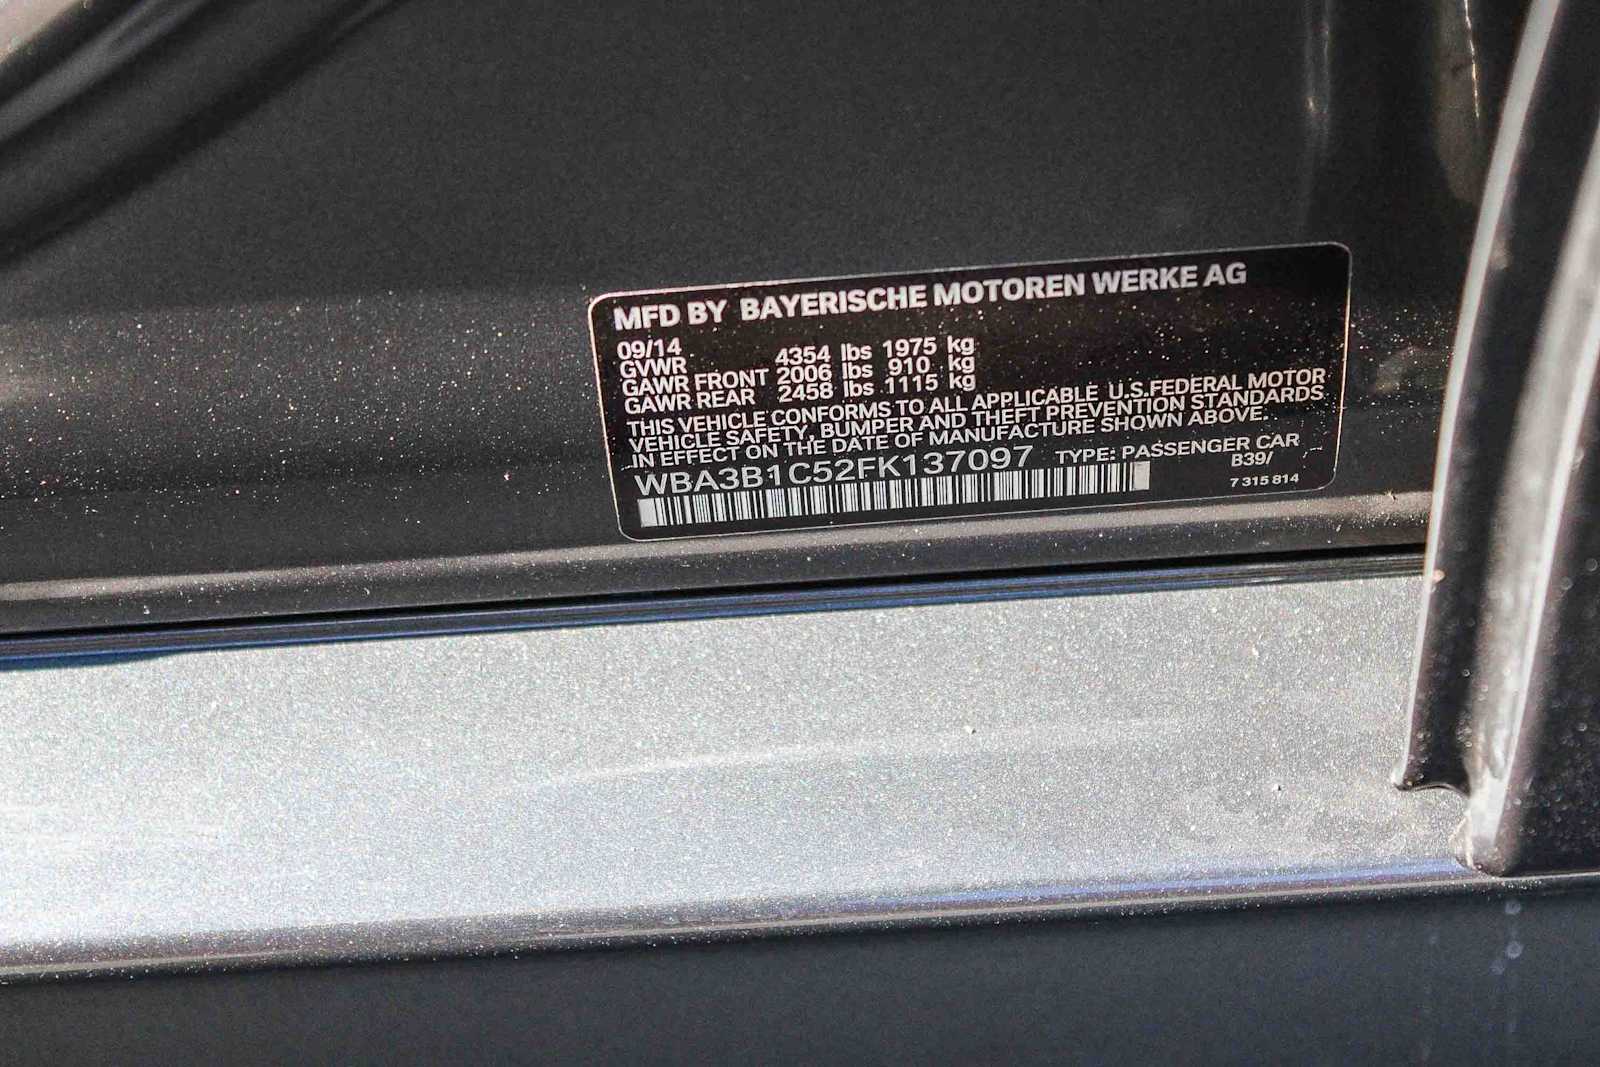 MFD BY BAYERISCHE MOTOREN WERKE AG
09/14
GVWR 4354 lbs 1975 kg
GAWR FRONT 2006 lbs 910 kg
GAWR REAR 2458 lbs 1115 kg
THIS VEHICLE CONFORMS TO ALL APPLICABLE U.S.FEDERAL MOTOR
VEHICLE SAFETY, BUMPER AND THEFT PREVENTION STANDARDS
IN EFFECT ON THE DATE OF MANUFACTURE SHOWN ABOVE.
WBA3B1C52FK137097 TYPE: PASSENGER CAR
B39/
7 315 814